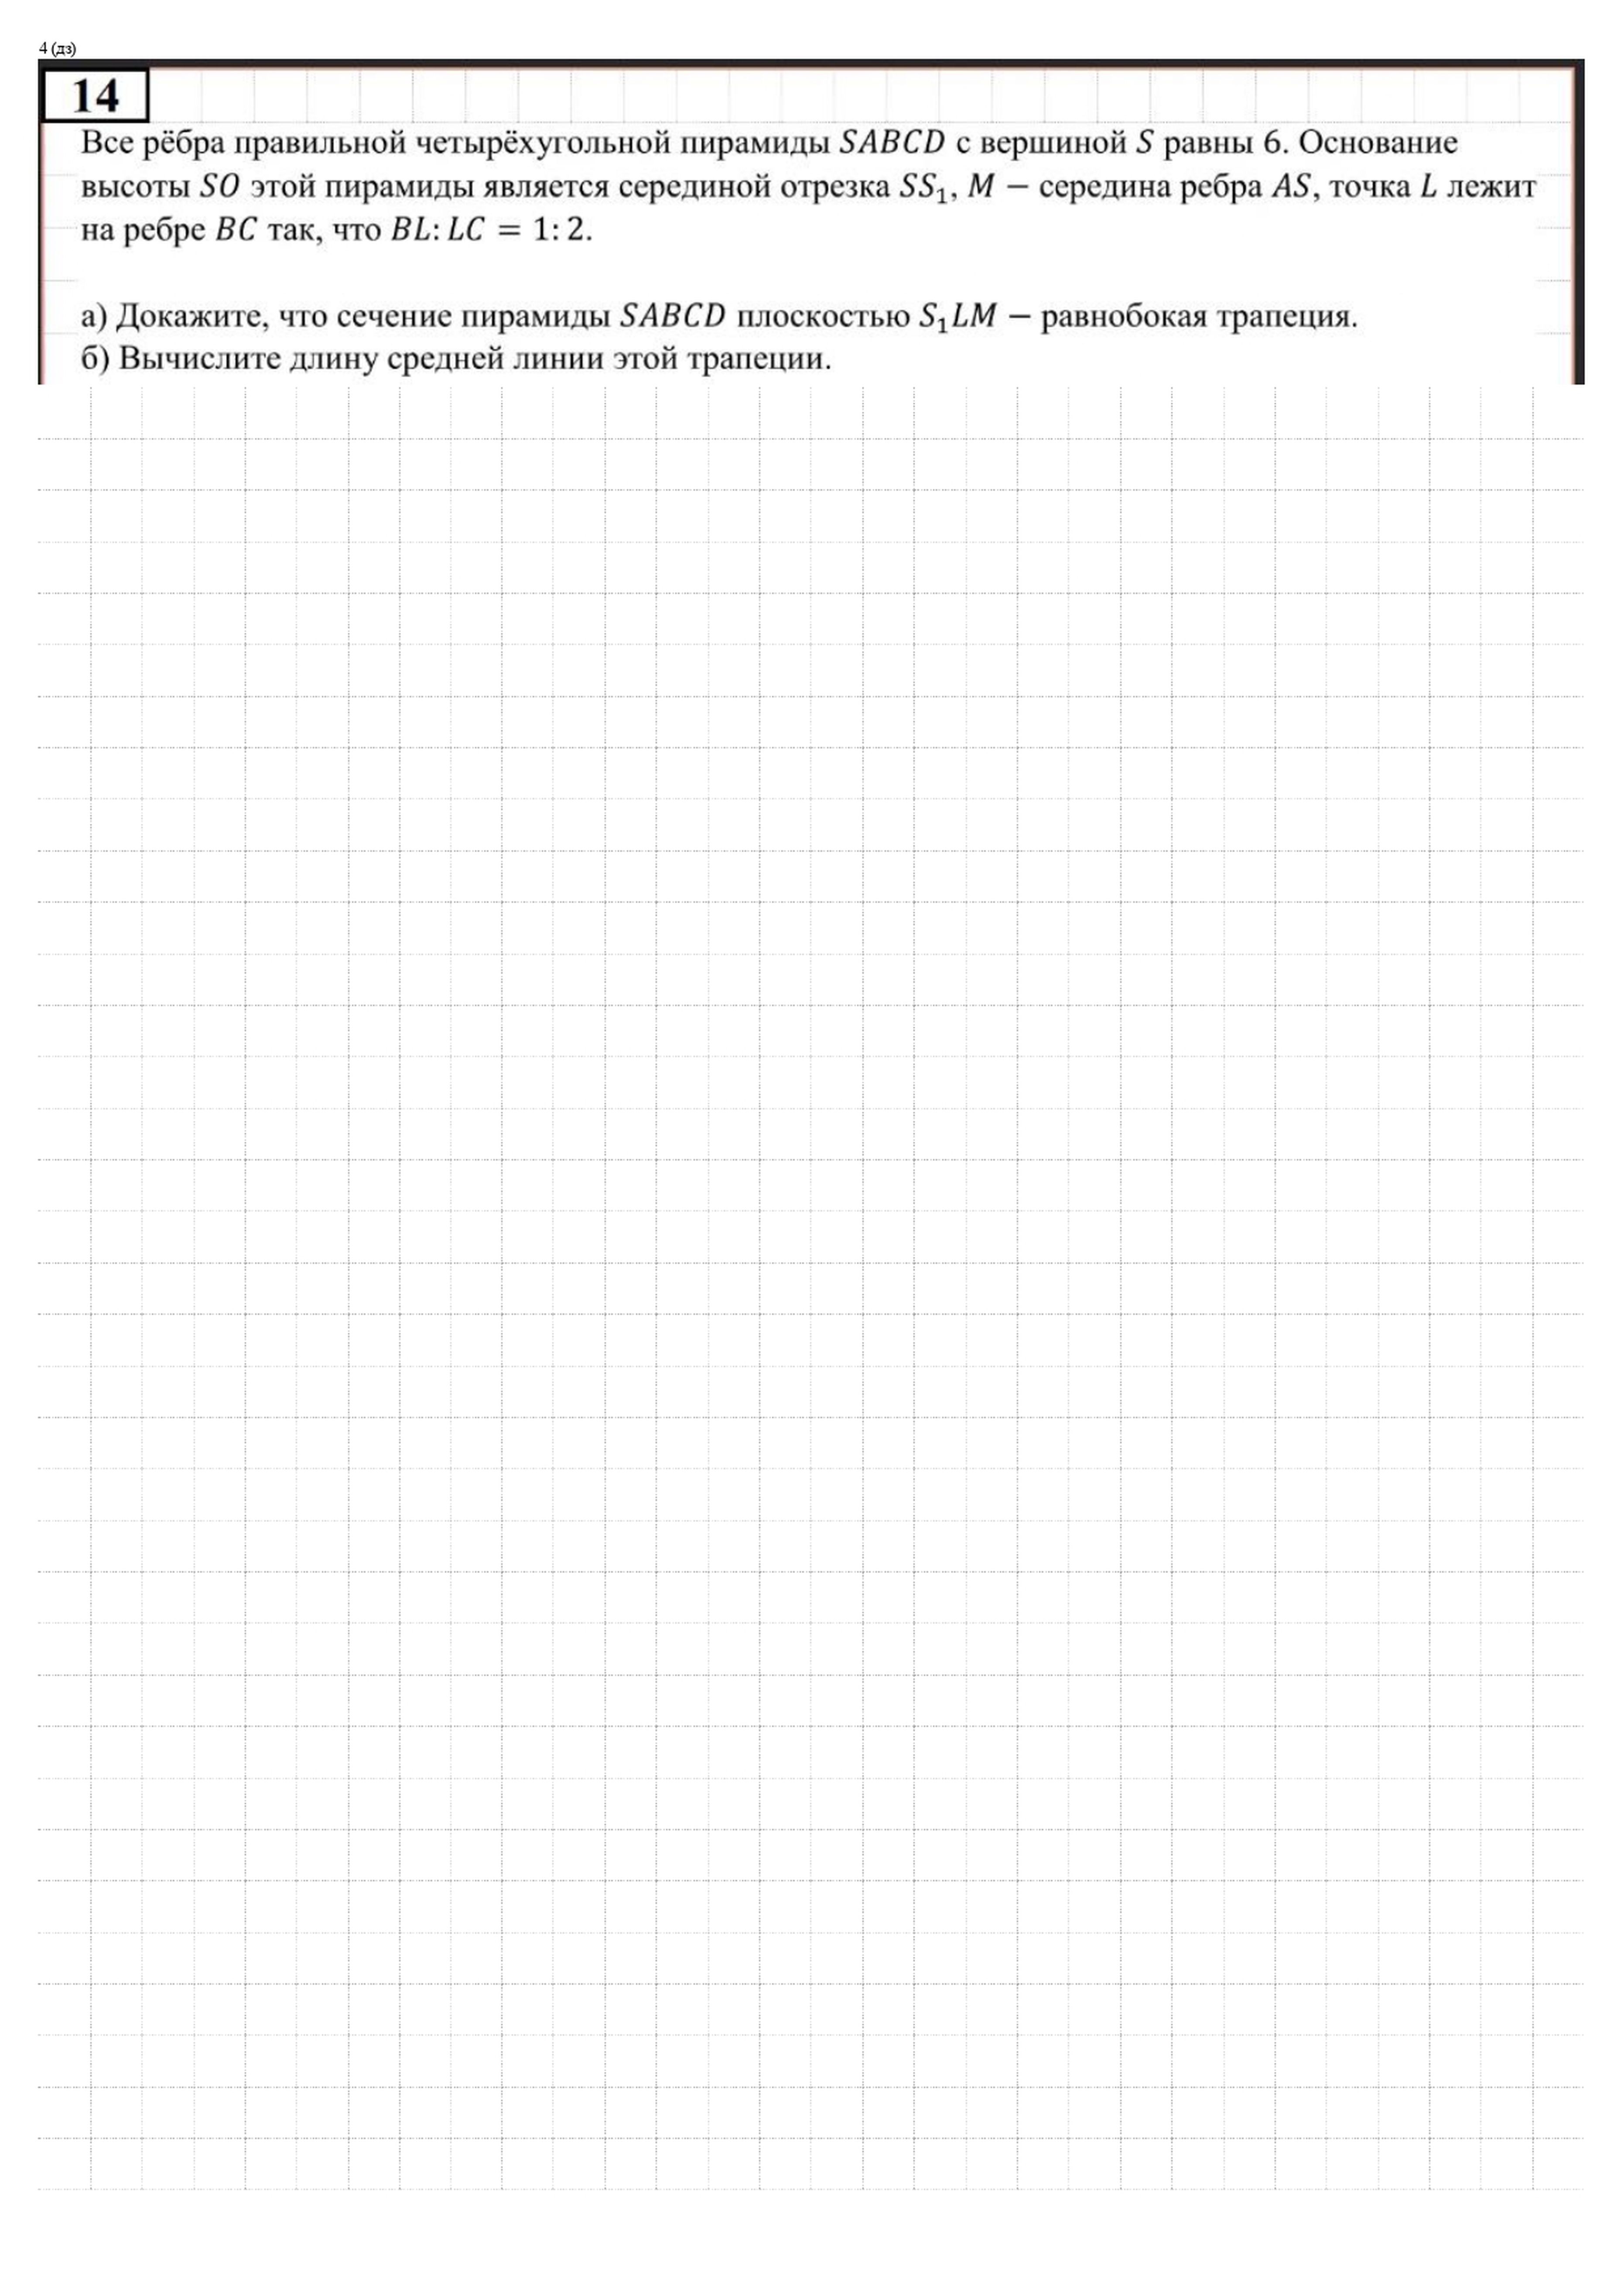 4 (дз)
14
Все рёбра правильной четырёхугольной пирамиды SABCD с вершиной S равны 6. Основание
высоты SO этой пирамиды является серединой отрезка SS₁, M – середина ребра AS, точка L лежит
на ребре BC так, что BL: LC = 1: 2.
а) Докажите, что сечение пирамиды SABCD плоскостью S₁LM – равнобокая трапеция.
б) Вычислите длину средней линии этой трапеции.